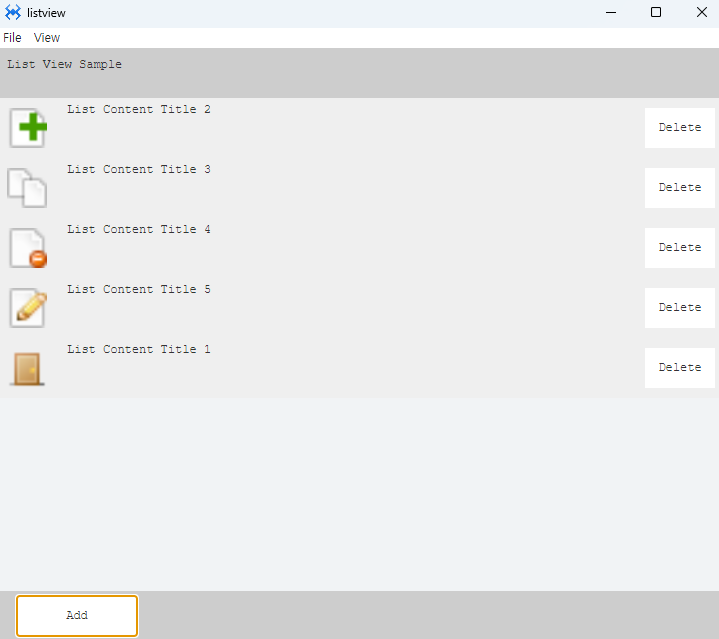 listview
File View
List View Sample
List Content Title 2
Delete
List Content Title 3
Delete
List Content Title 4
Delete
List Content Title 5
Delete
List Content Title 1
Delete
Add